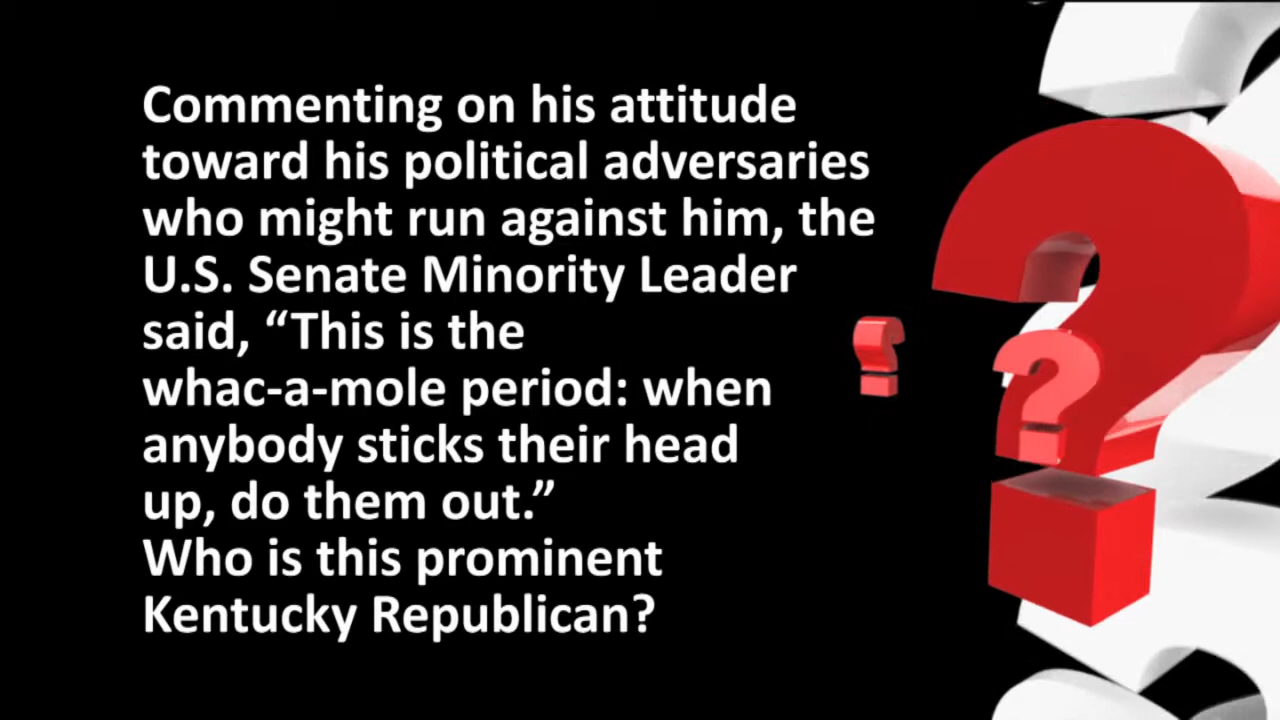 Commenting on his attitude
toward his political adversaries
who might run against him, the
U.S. Senate Minority Leader
said, “This is the
whac-a-mole period: when
anybody sticks their head
up, do them out.”
Who is this prominent
Kentucky Republican?